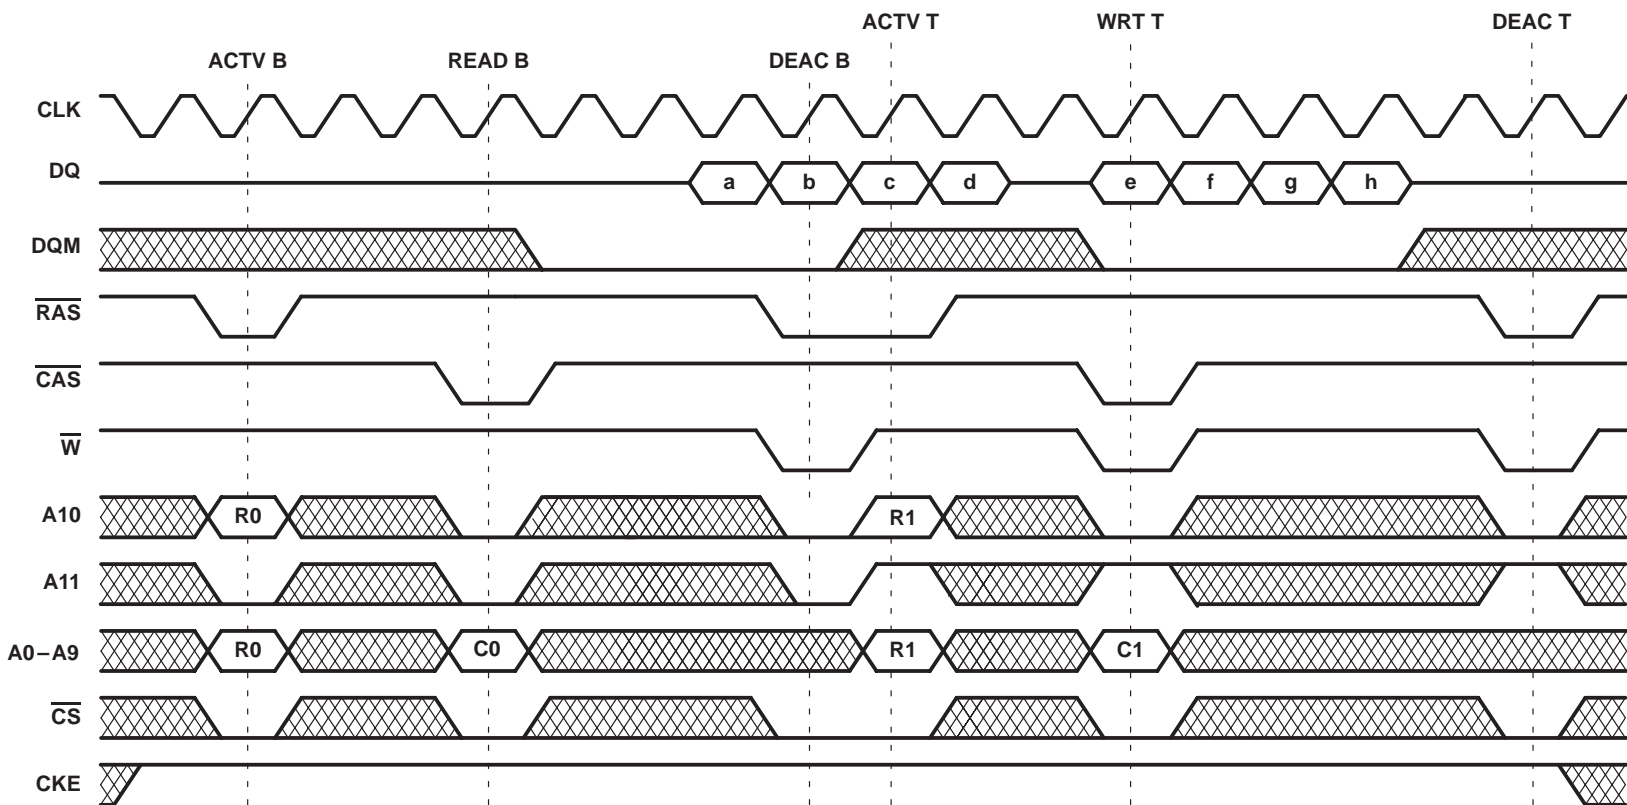 ACTV T WRT T DEAC T
ACTV B READ B DEAC B
CLK
DQ a b c d e f g h
DQM
RAS
CAS
W
A10 R0 R1
A11
A0–A9 R0 C0 R1 C1
CS
CKE